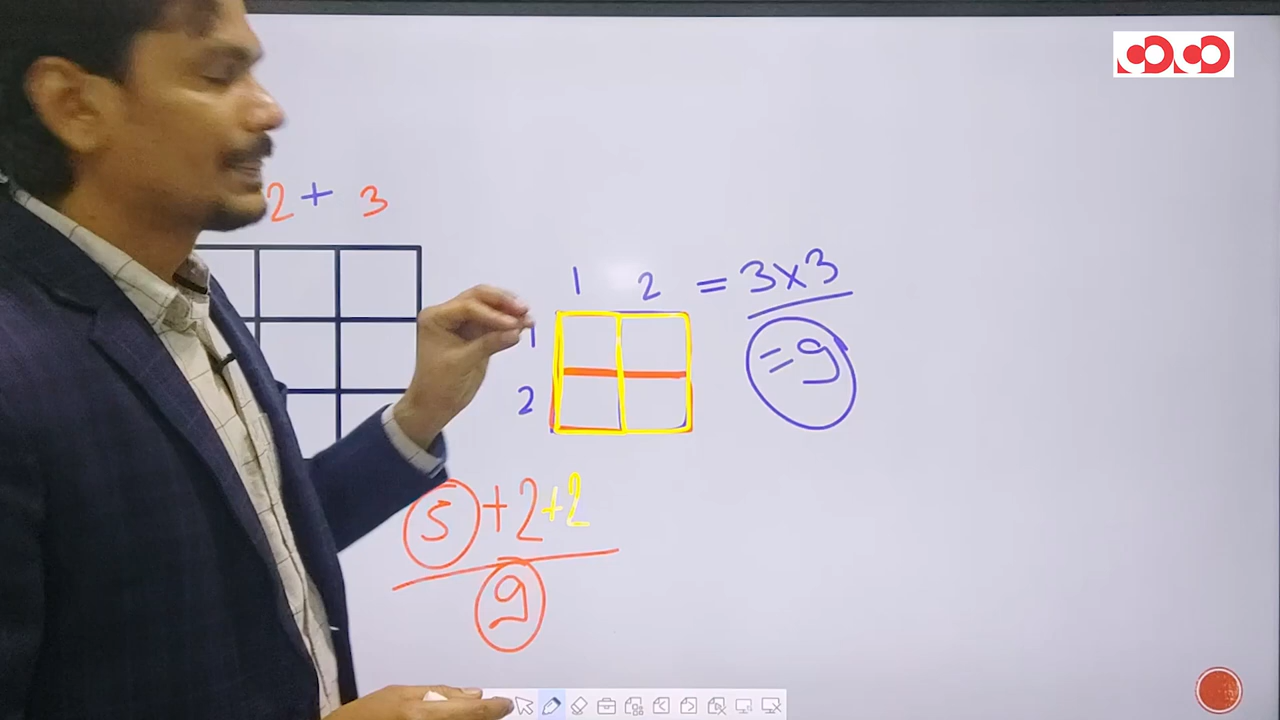 2 + 3
1 2 = 3x3
1
= 9
2
5 + 2 + 2
9